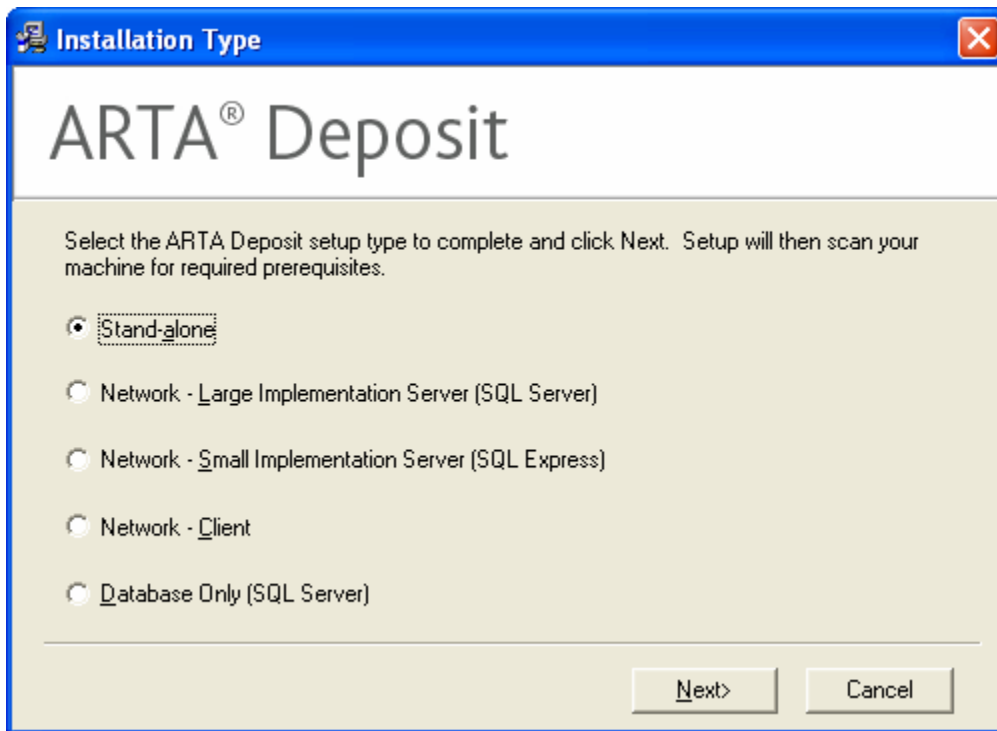 Installation Type
ARTA® Deposit
Select the ARTA Deposit setup type to complete and click Next.  Setup will then scan your
machine for required prerequisites.
Stand-alone
Network - Large Implementation Server (SQL Server)
Network - Small Implementation Server (SQL Express)
Network - Client
Database Only (SQL Server)
Next>
Cancel